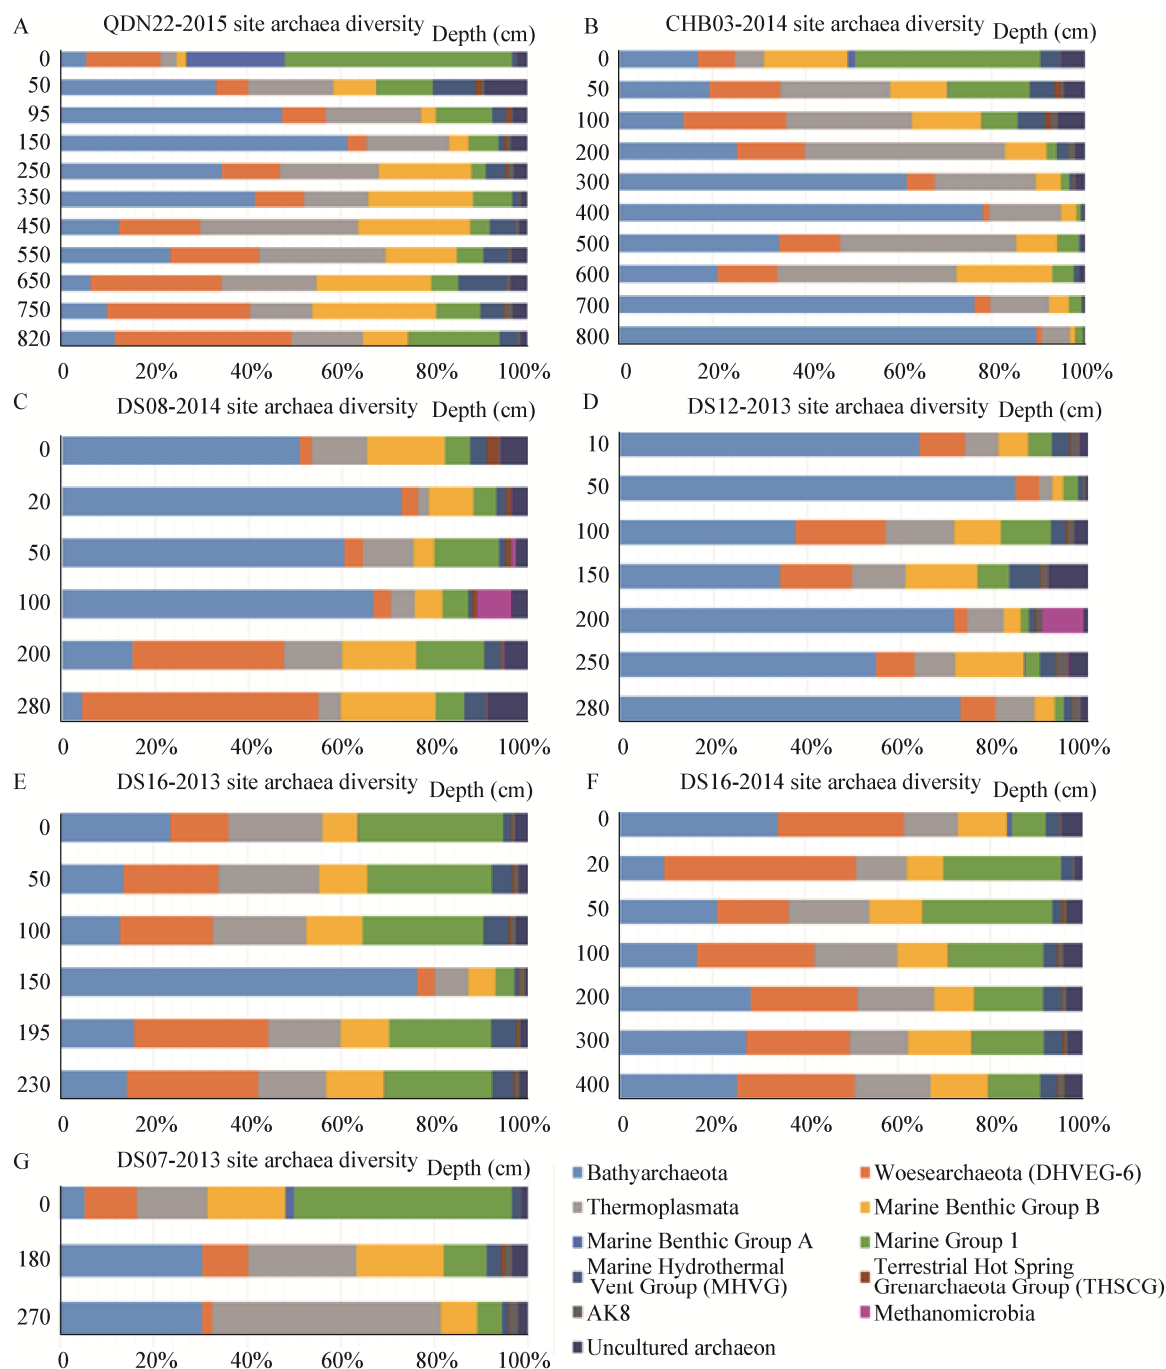 A
QDN22-2015 site archaea diversity
Depth (cm)
0
50
95
150
250
350
450
550
650
750
820
0 20% 40% 60% 80% 100%
B
CHB03-2014 site archaea diversity
Depth (cm)
0
50
100
200
300
400
500
600
700
800
0 20% 40% 60% 80% 100%
C
DS08-2014 site archaea diversity
Depth (cm)
0
20
50
100
200
280
0 20% 40% 60% 80% 100%
D
DS12-2013 site archaea diversity
Depth (cm)
10
50
100
150
200
250
280
0 20% 40% 60% 80% 100%
E
DS16-2013 site archaea diversity
Depth (cm)
0
50
100
150
195
230
0 20% 40% 60% 80% 100%
F
DS16-2014 site archaea diversity
Depth (cm)
0
20
50
100
200
300
400
0 20% 40% 60% 80% 100%
G
DS07-2013 site archaea diversity
Depth (cm)
0
180
270
0 20% 40% 60% 80% 100%
Bathyarchaeota
Woesearchaeota (DHVEG-6)
Thermoplasmata
Marine Benthic Group B
Marine Benthic Group A
Marine Group 1
Marine Hydrothermal
Vent Group (MHVG)
Terrestrial Hot Spring
Grenarchaeota Group (THSCG)
AK8
Methanomicrobia
Uncultured archaeon